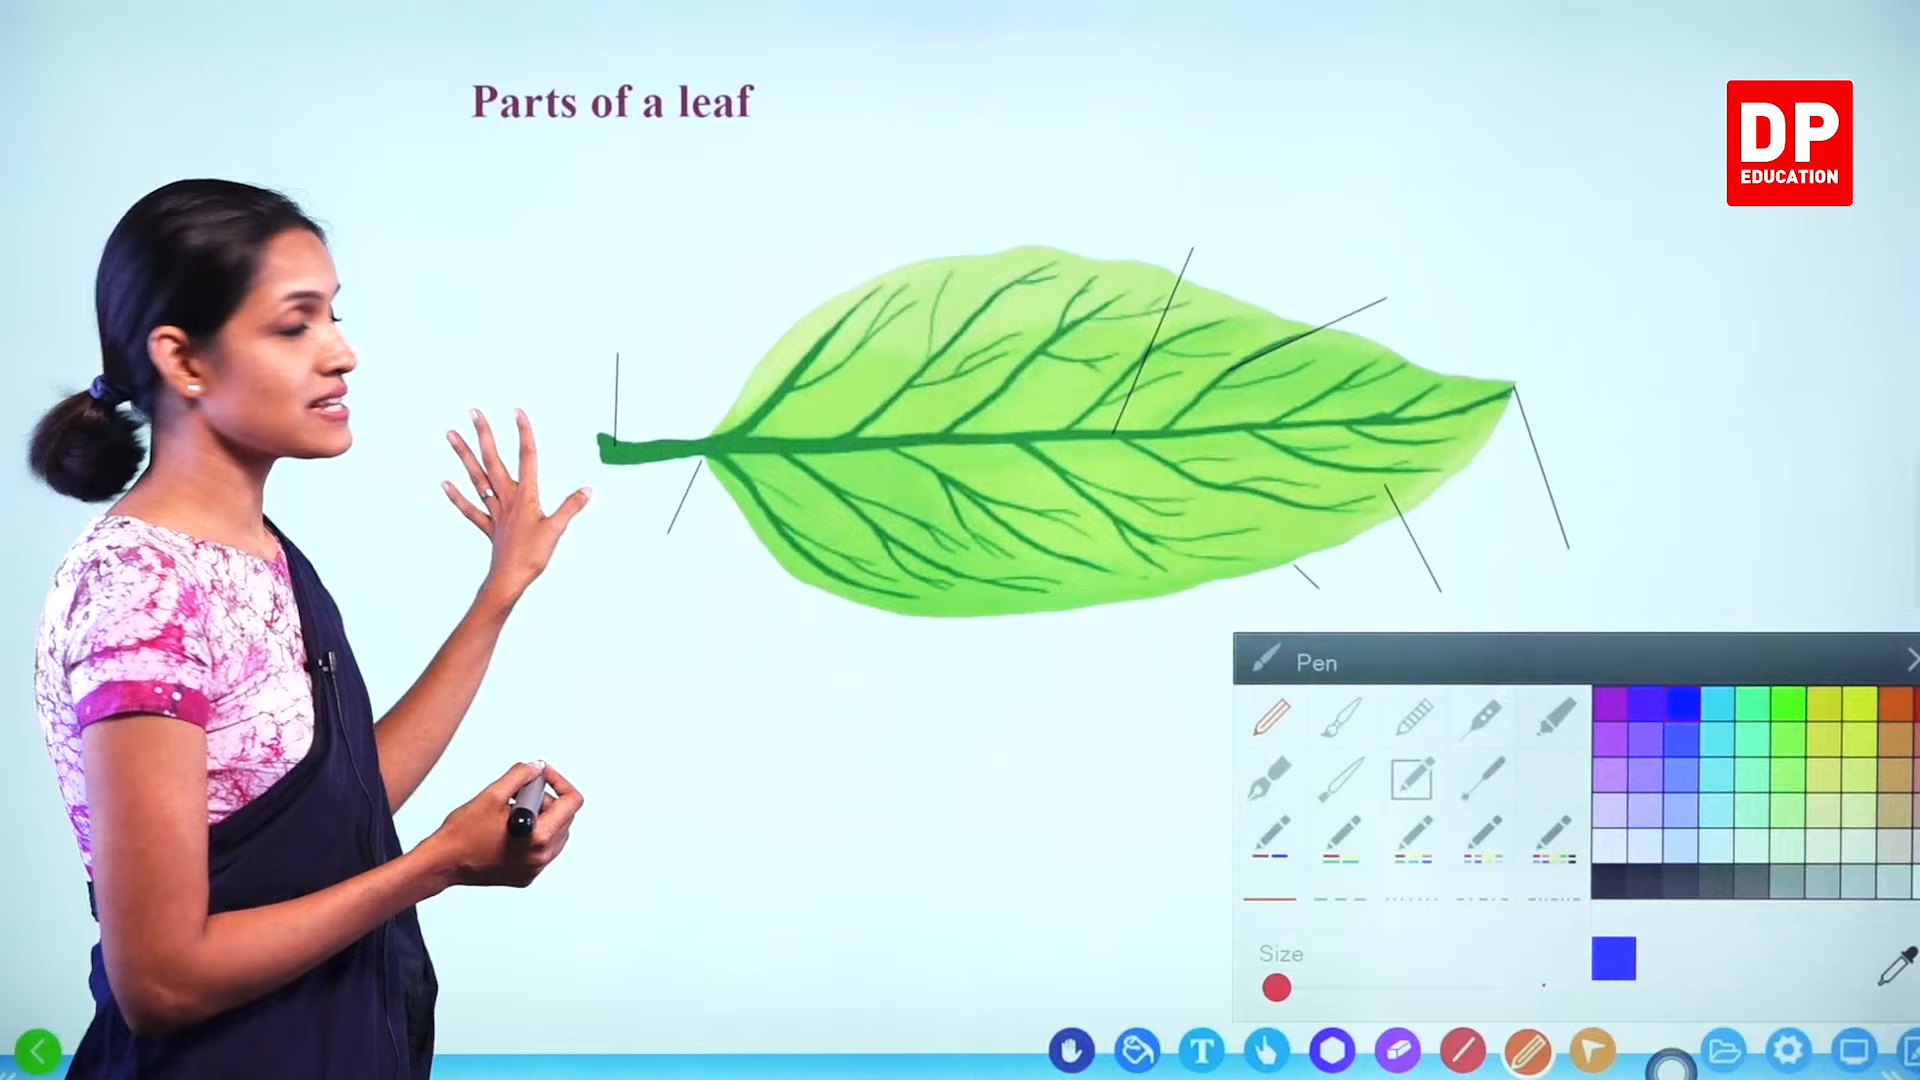 Parts of a leaf
DP
EDUCATION
Pen
T
Size